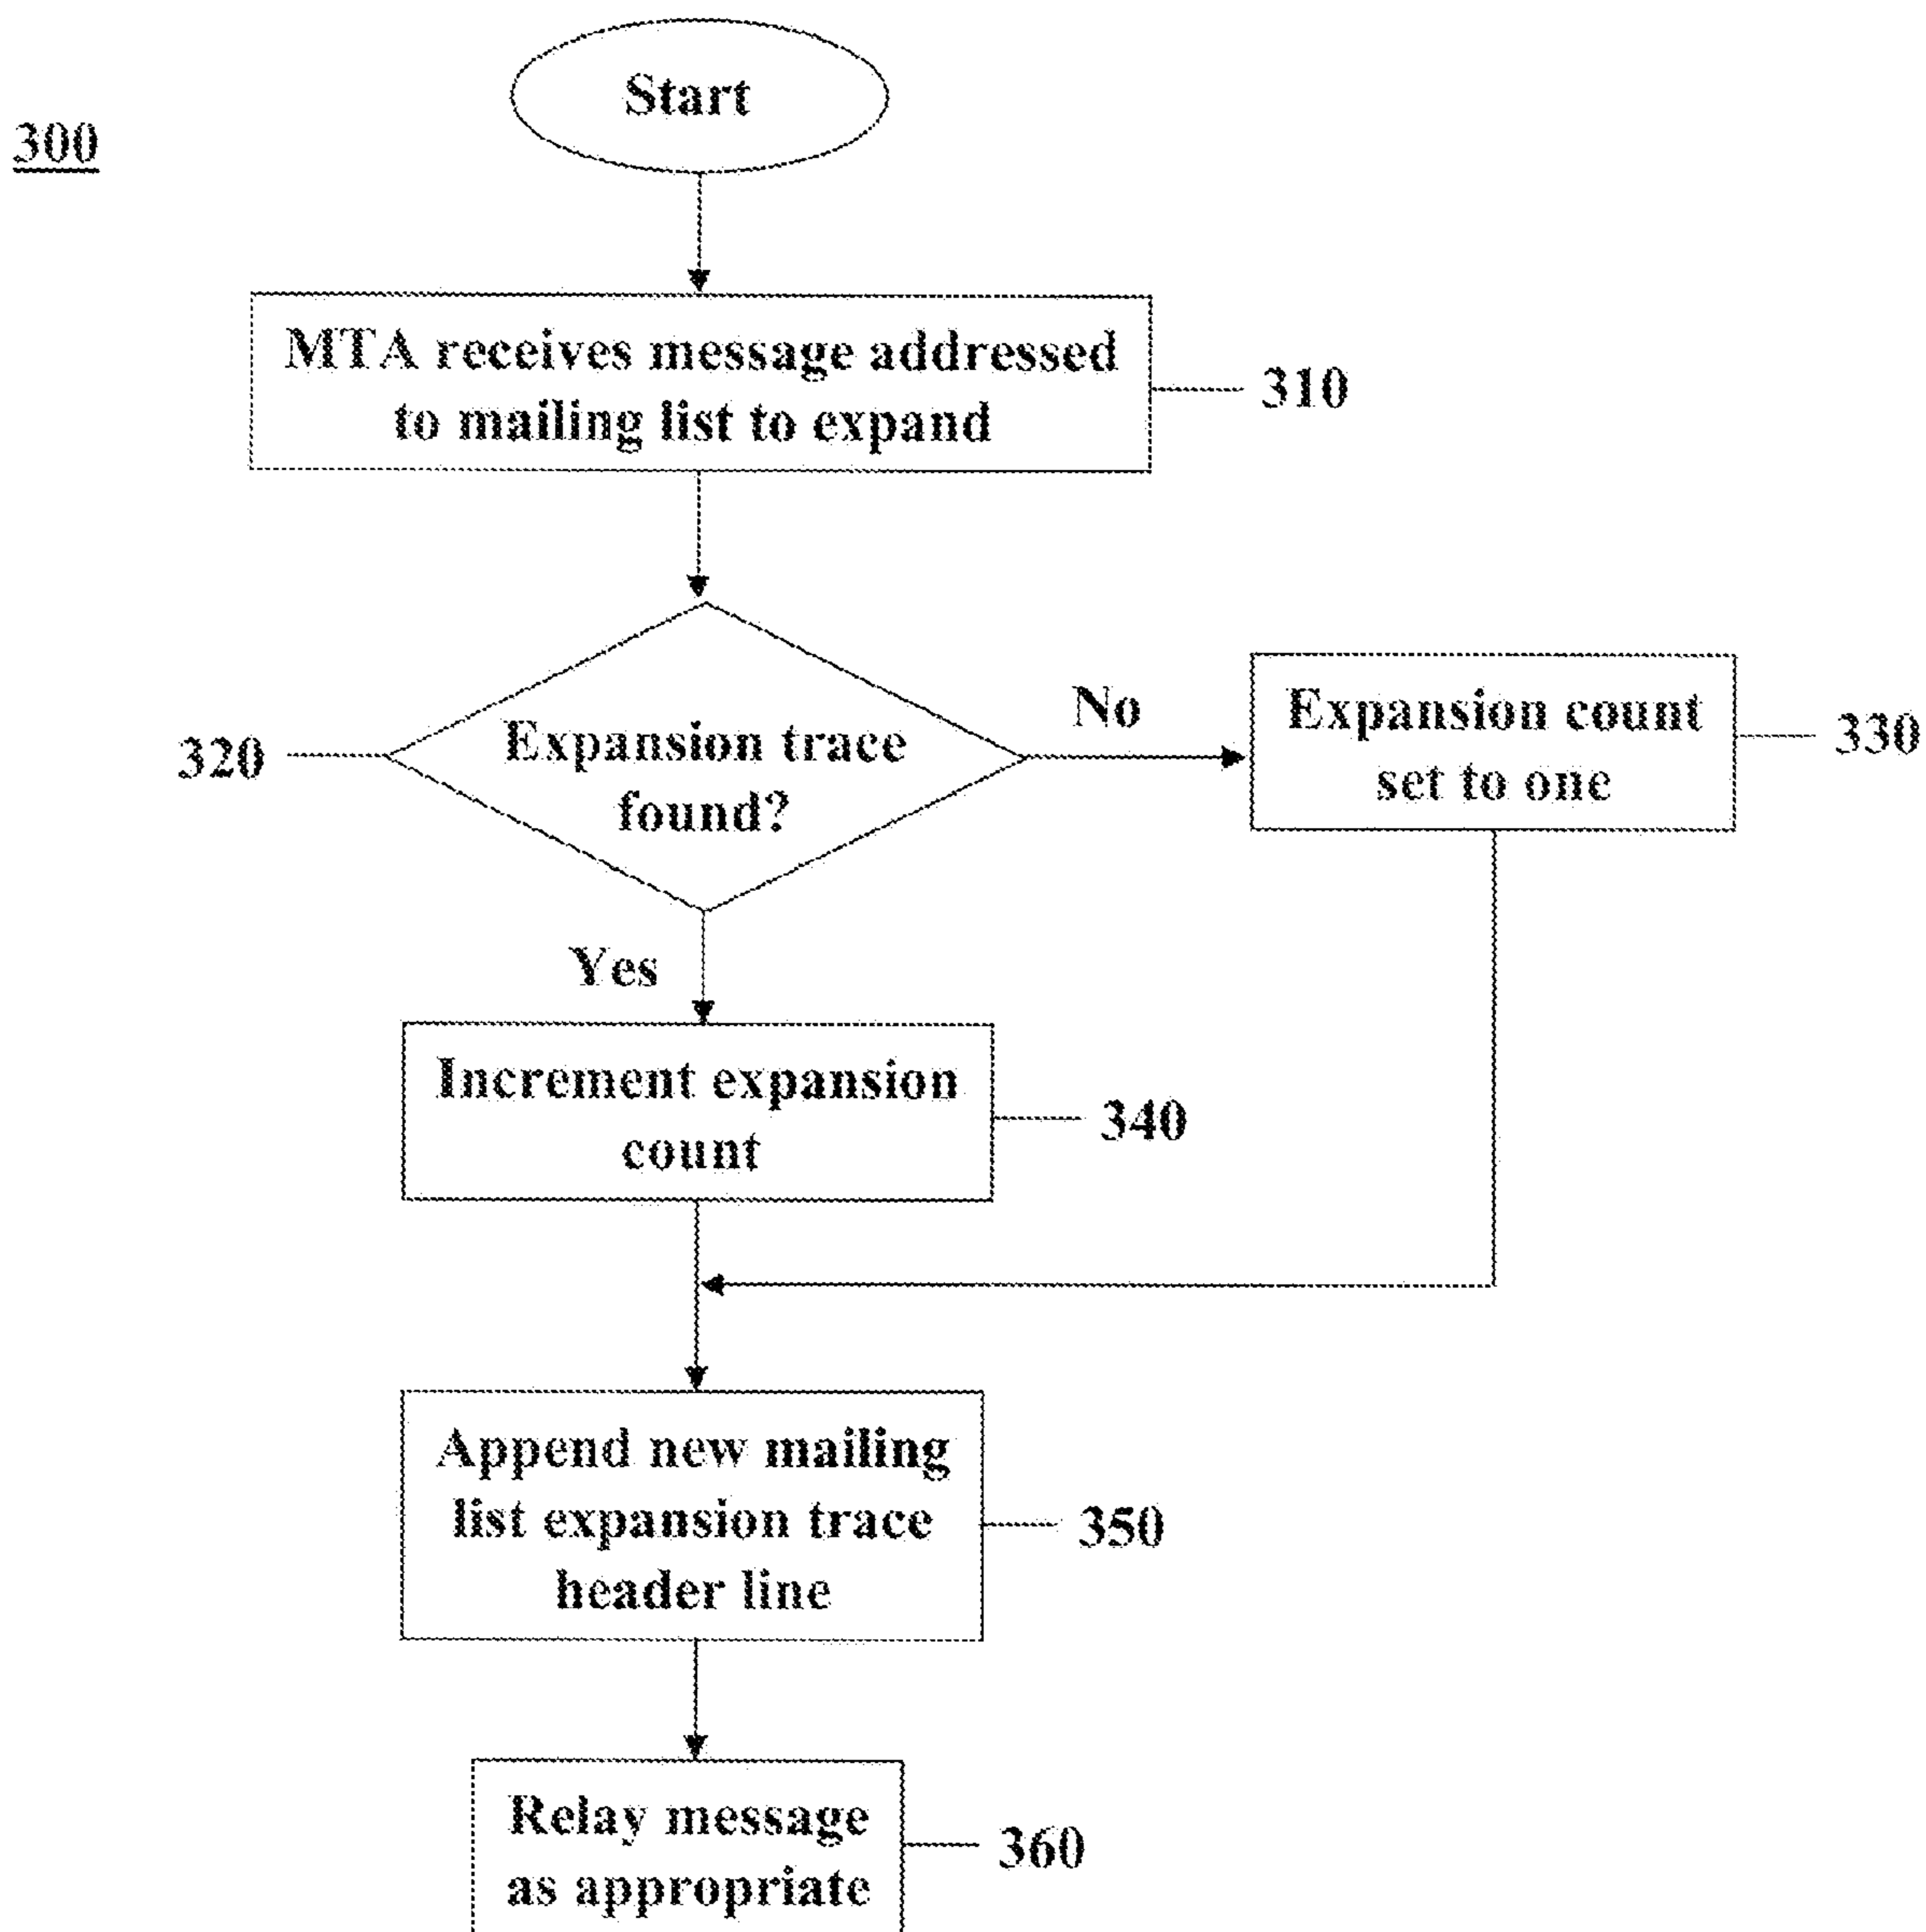 Start
300
MTA receives message addressed
to mailing list to expand
310
No
Expansion count
set to one
330
320
Expansion trace
found?
Yes
Increment expansion
count
340
Append new mailing
list expansion trace
header line
350
Relay message
as appropriate
360